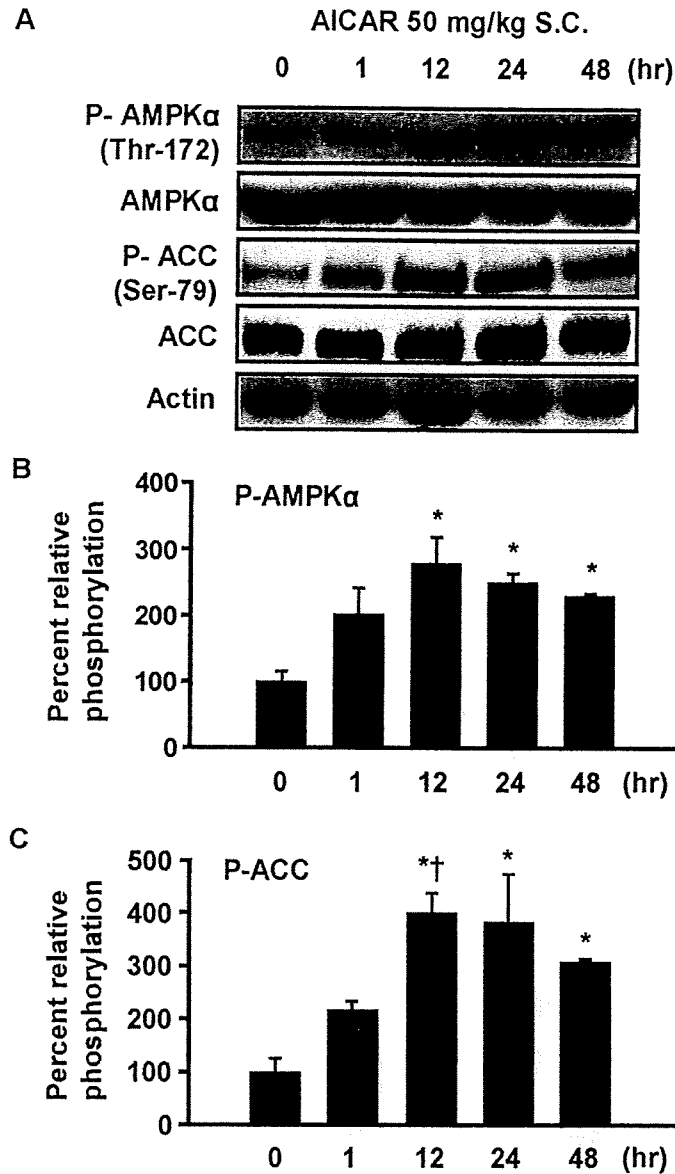 A
AICAR 50 mg/kg S.C.
0 1 12 24 48 (hr)
P- AMPKα
(Thr-172)
AMPKα
P- ACC
(Ser-79)
ACC
Actin
B
P-AMPKα
Percent relative
phosphorylation
400
300
200
100
0
* * *
0 1 12 24 48 (hr)
C
P-ACC
Percent relative
phosphorylation
500
400
300
200
100
0
*† * *
0 1 12 24 48 (hr)